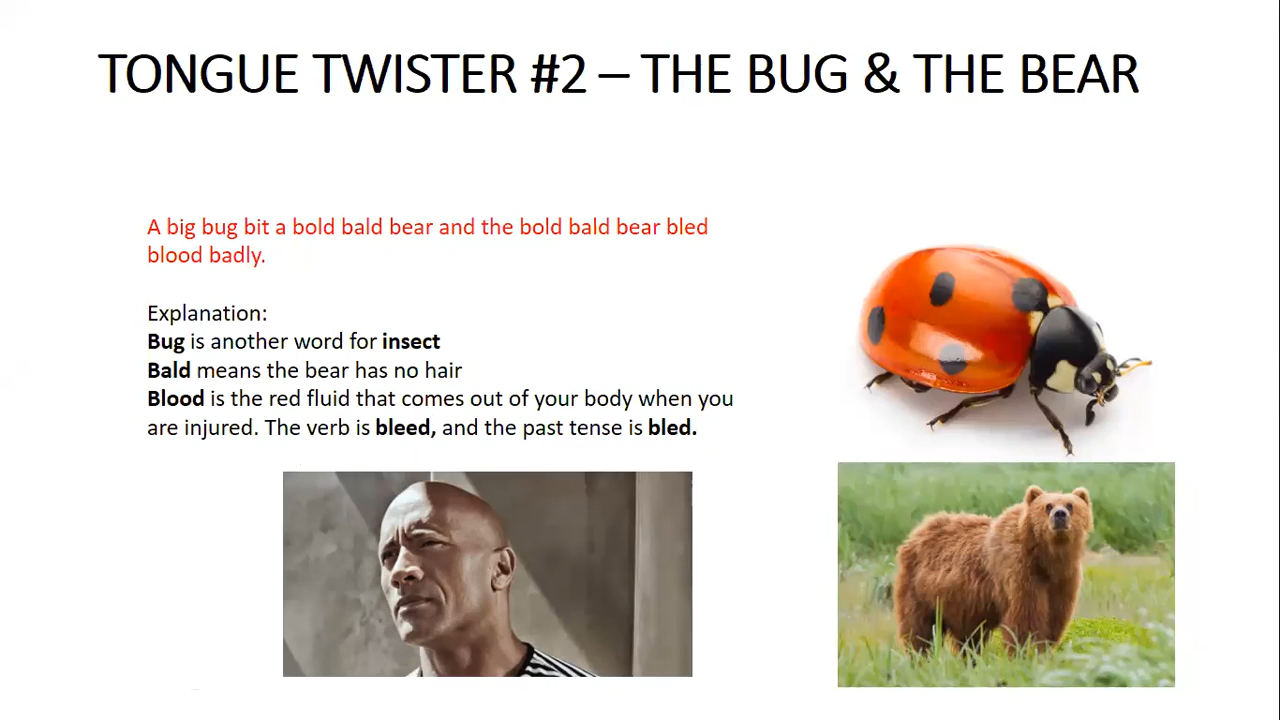 TONGUE TWISTER #2 – THE BUG & THE BEAR
A big bug bit a bold bald bear and the bold bald bear bled
blood badly.
Explanation:
Bug is another word for insect
Bald means the bear has no hair
Blood is the red fluid that comes out of your body when you
are injured. The verb is bleed, and the past tense is bled.